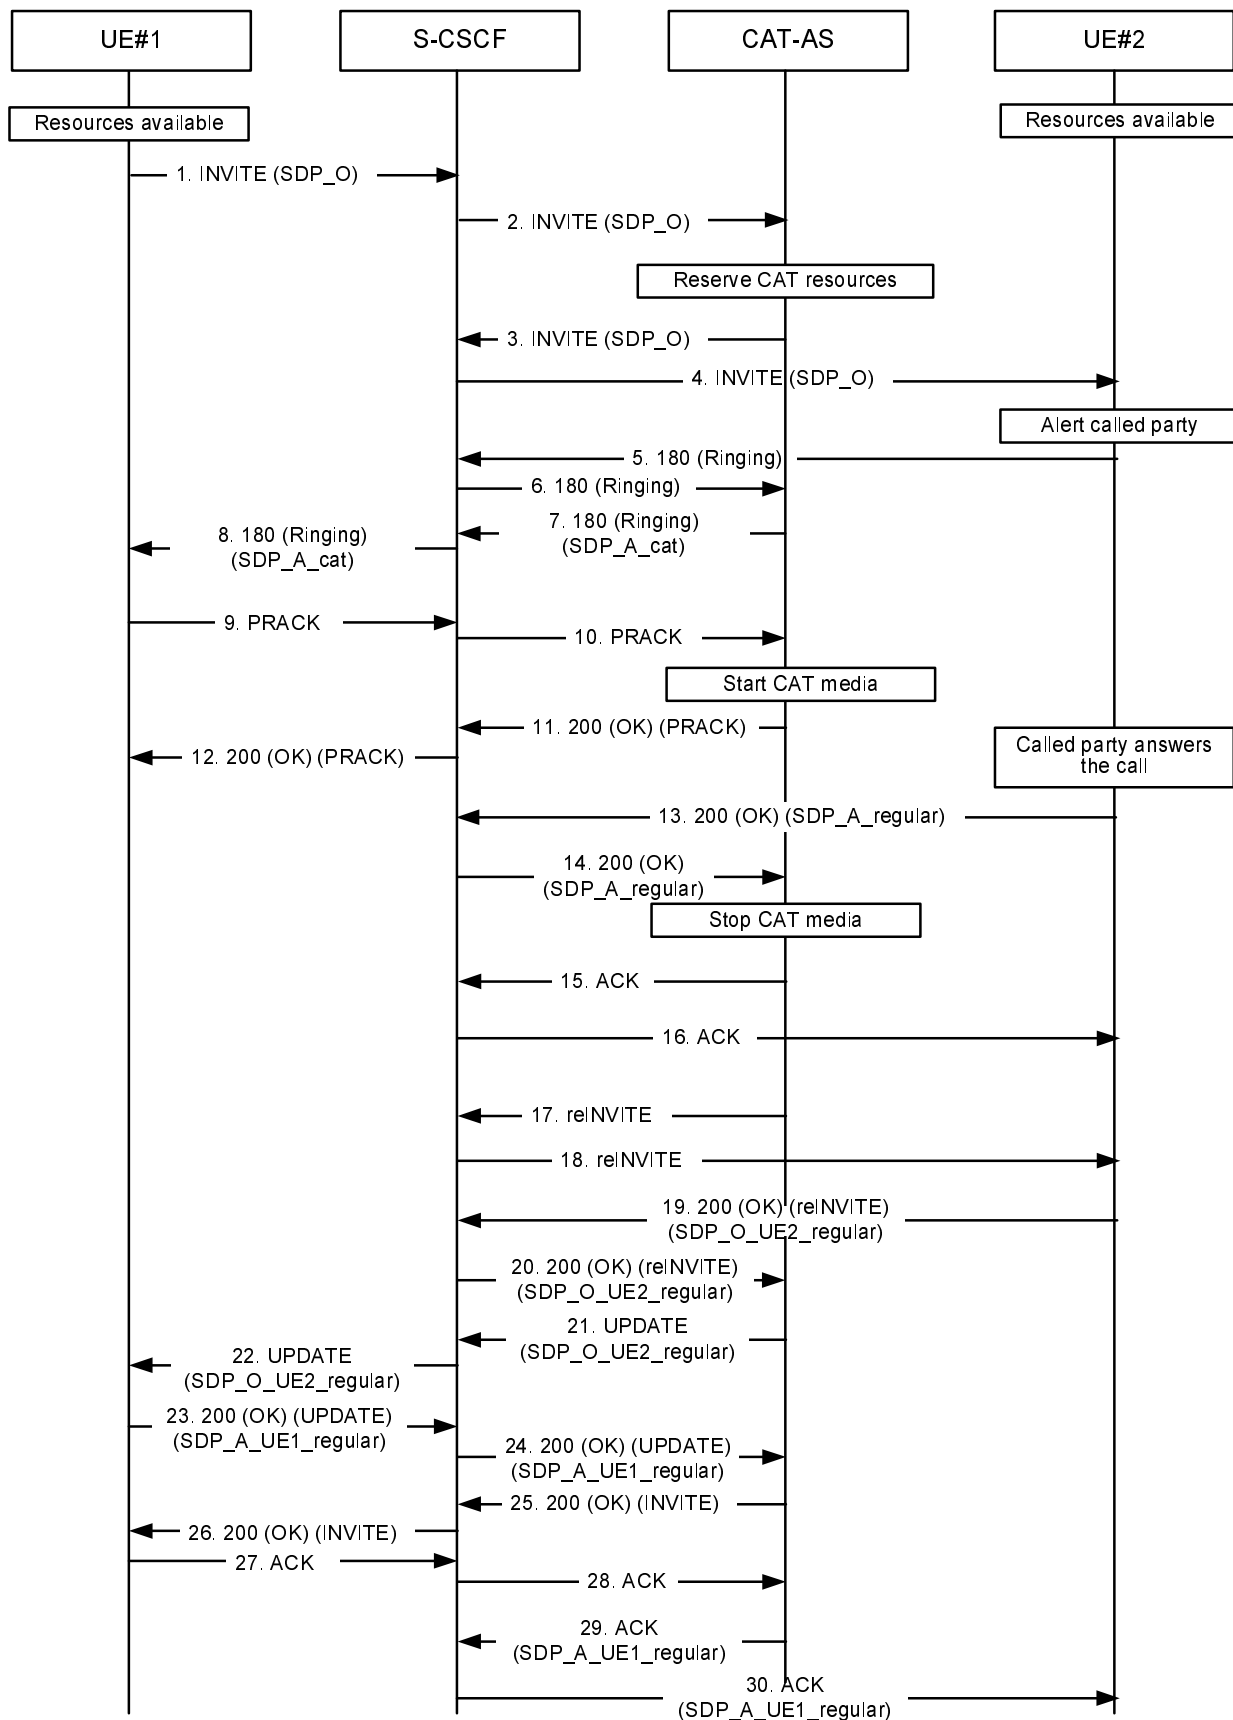 UE#1
S-CSCF
CAT-AS
UE#2
Resources available
Resources available
1. INVITE (SDP_O)
2. INVITE (SDP_O)
Reserve CAT resources
3. INVITE (SDP_O)
4. INVITE (SDP_O)
Alert called party
5. 180 (Ringing)
6. 180 (Ringing)
7. 180 (Ringing)
(SDP_A_cat)
8. 180 (Ringing)
(SDP_A_cat)
9. PRACK
10. PRACK
Start CAT media
11. 200 (OK) (PRACK)
12. 200 (OK) (PRACK)
Called party answers
the call
13. 200 (OK) (SDP_A_regular)
14. 200 (OK)
(SDP_A_regular)
Stop CAT media
15. ACK
16. ACK
17. reINVITE
18. reINVITE
19. 200 (OK) (reINVITE)
(SDP_O_UE2_regular)
20. 200 (OK) (reINVITE)
(SDP_O_UE2_regular)
21. UPDATE
(SDP_O_UE2_regular)
22. UPDATE
(SDP_O_UE2_regular)
23. 200 (OK) (UPDATE)
(SDP_A_UE1_regular)
24. 200 (OK) (UPDATE)
(SDP_A_UE1_regular)
25. 200 (OK) (INVITE)
26. 200 (OK) (INVITE)
27. ACK
28. ACK
29. ACK
(SDP_A_UE1_regular)
30. ACK
(SDP_A_UE1_regular)